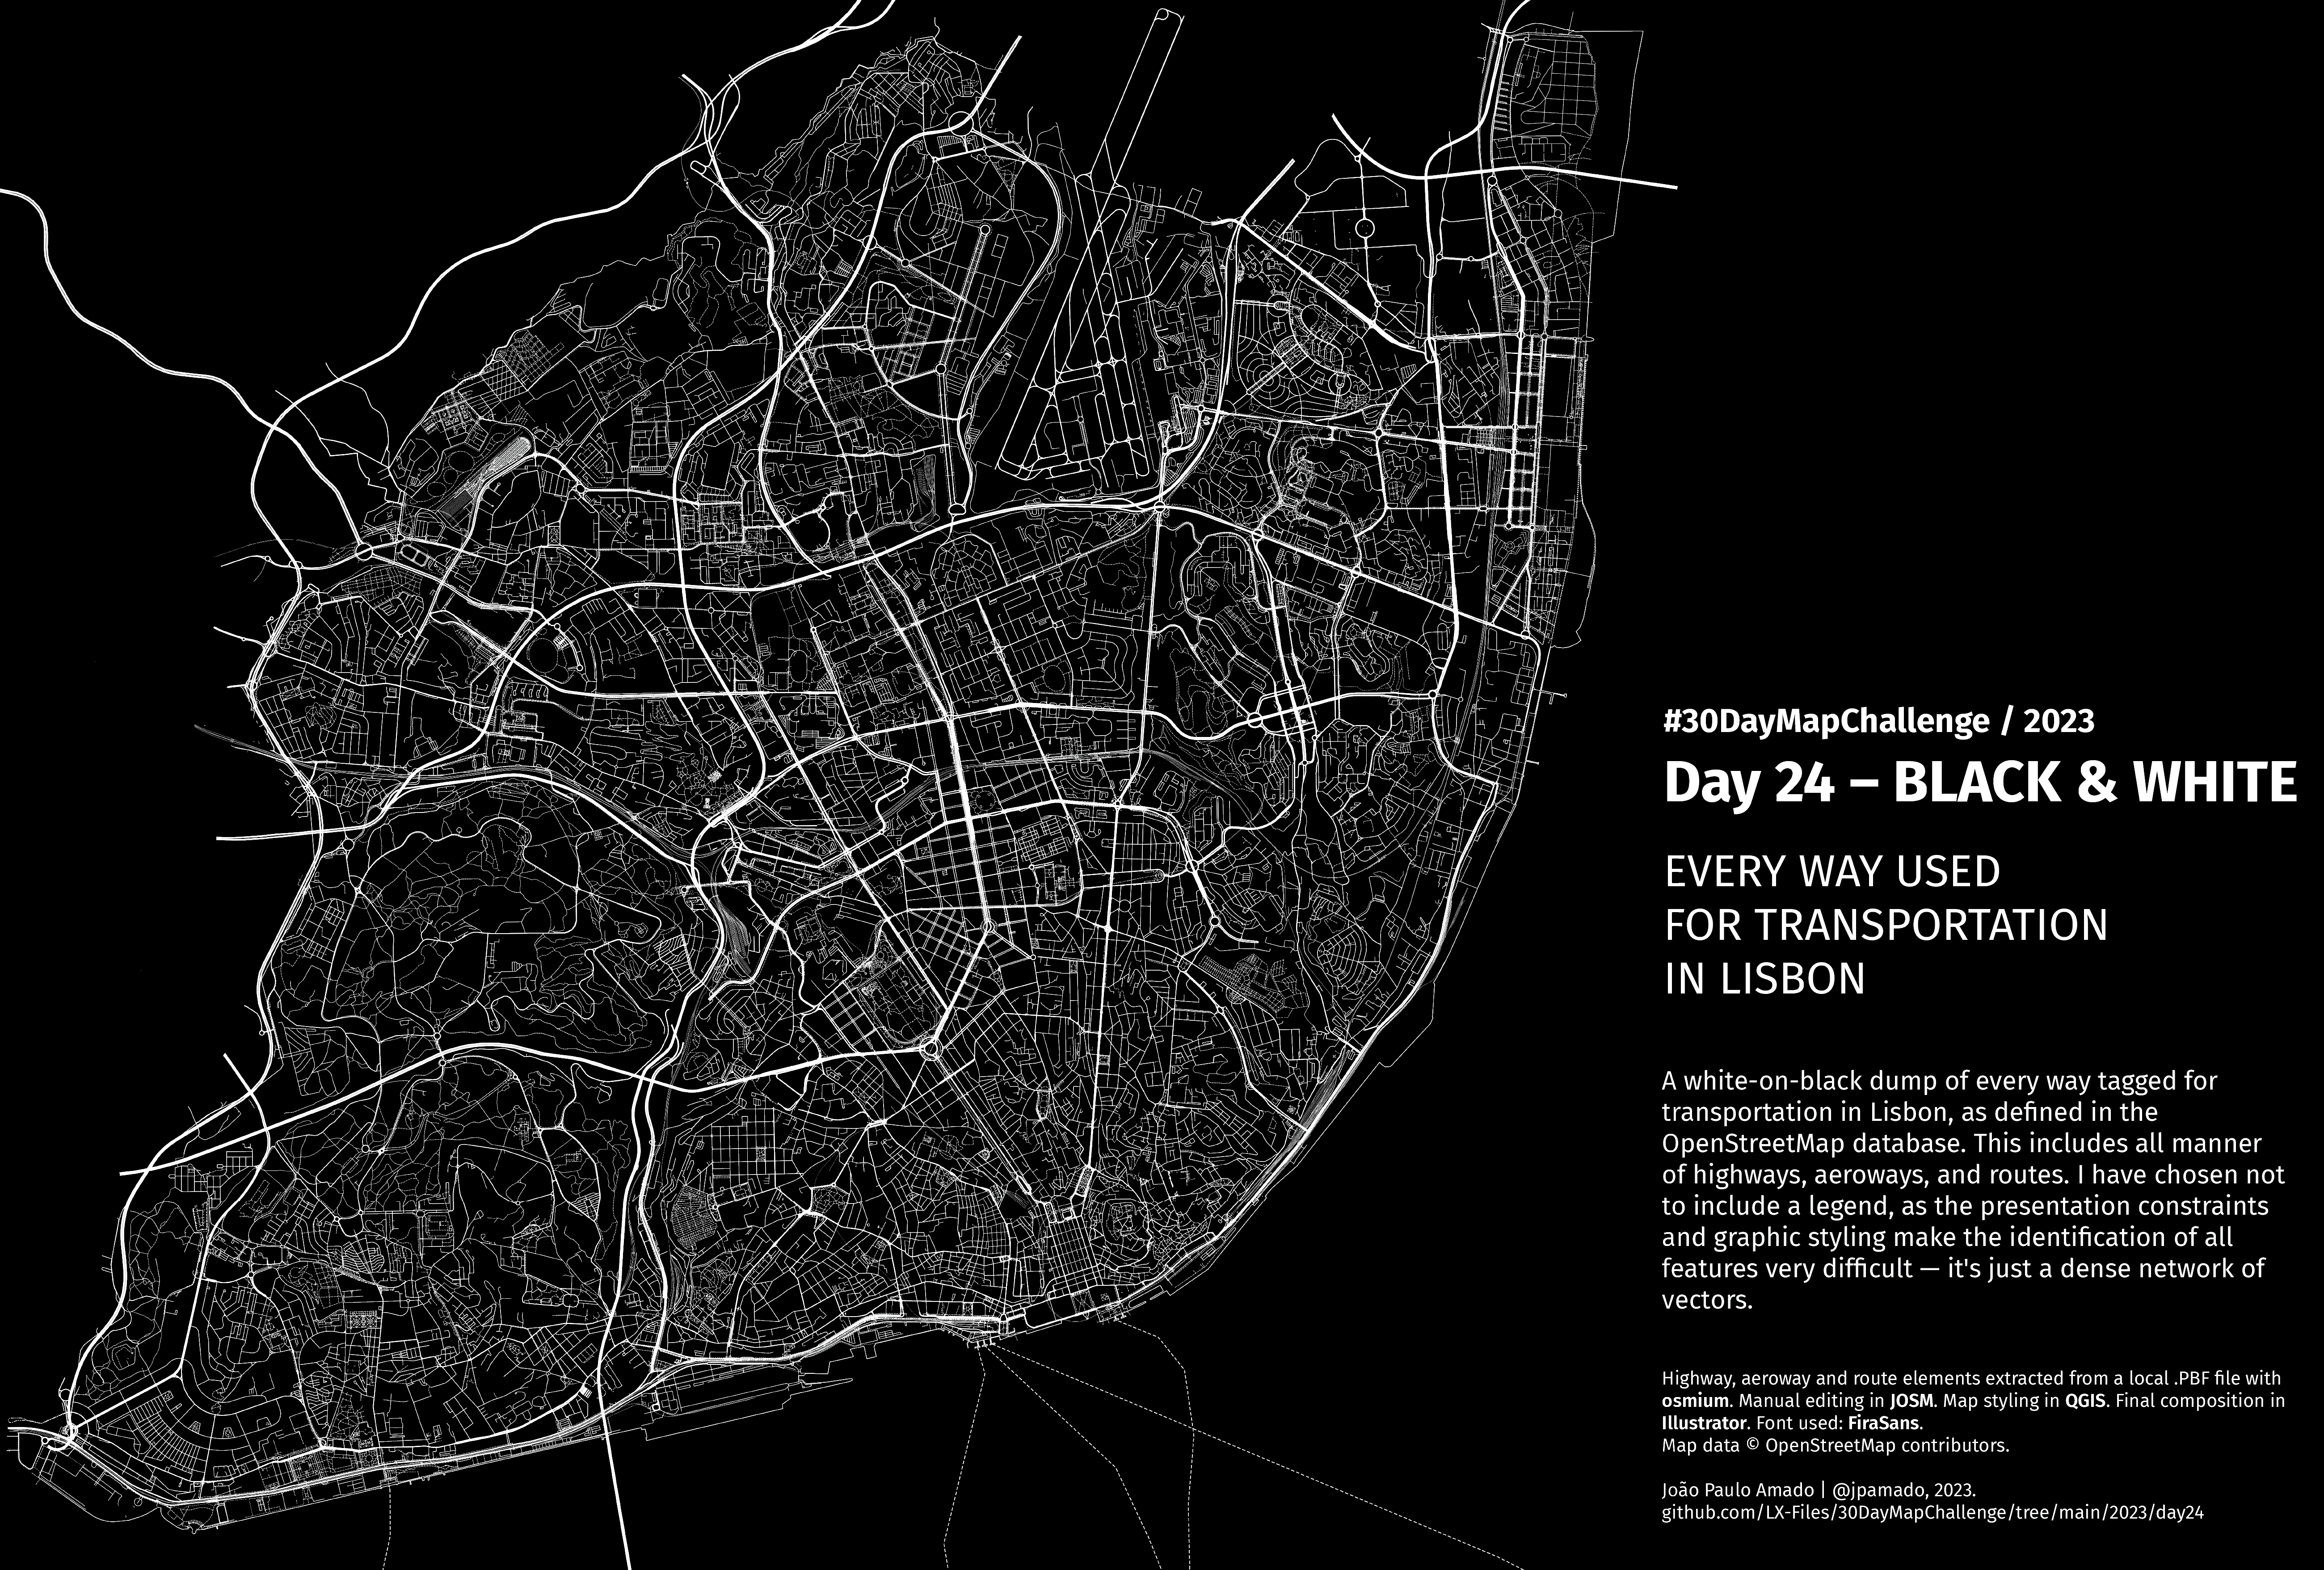 #30DayMapChallenge / 2023
Day 24 – BLACK & WHITE
EVERY WAY USED
FOR TRANSPORTATION
IN LISBON
A white-on-black dump of every way tagged for
transportation in Lisbon, as defined in the
OpenStreetMap database. This includes all manner
of highways, aeroways, and routes. I have chosen not
to include a legend, as the presentation constraints
and graphic styling make the identification of all
features very difficult — it's just a dense network of
vectors.
Highway, aeroway and route elements extracted from a local .PBF file with
osmium. Manual editing in JOSM. Map styling in QGIS. Final composition in
Illustrator. Font used: FiraSans.
Map data © OpenStreetMap contributors.
João Paulo Amado | @jpamado, 2023.
github.com/LX-Files/30DayMapChallenge/tree/main/2023/day24